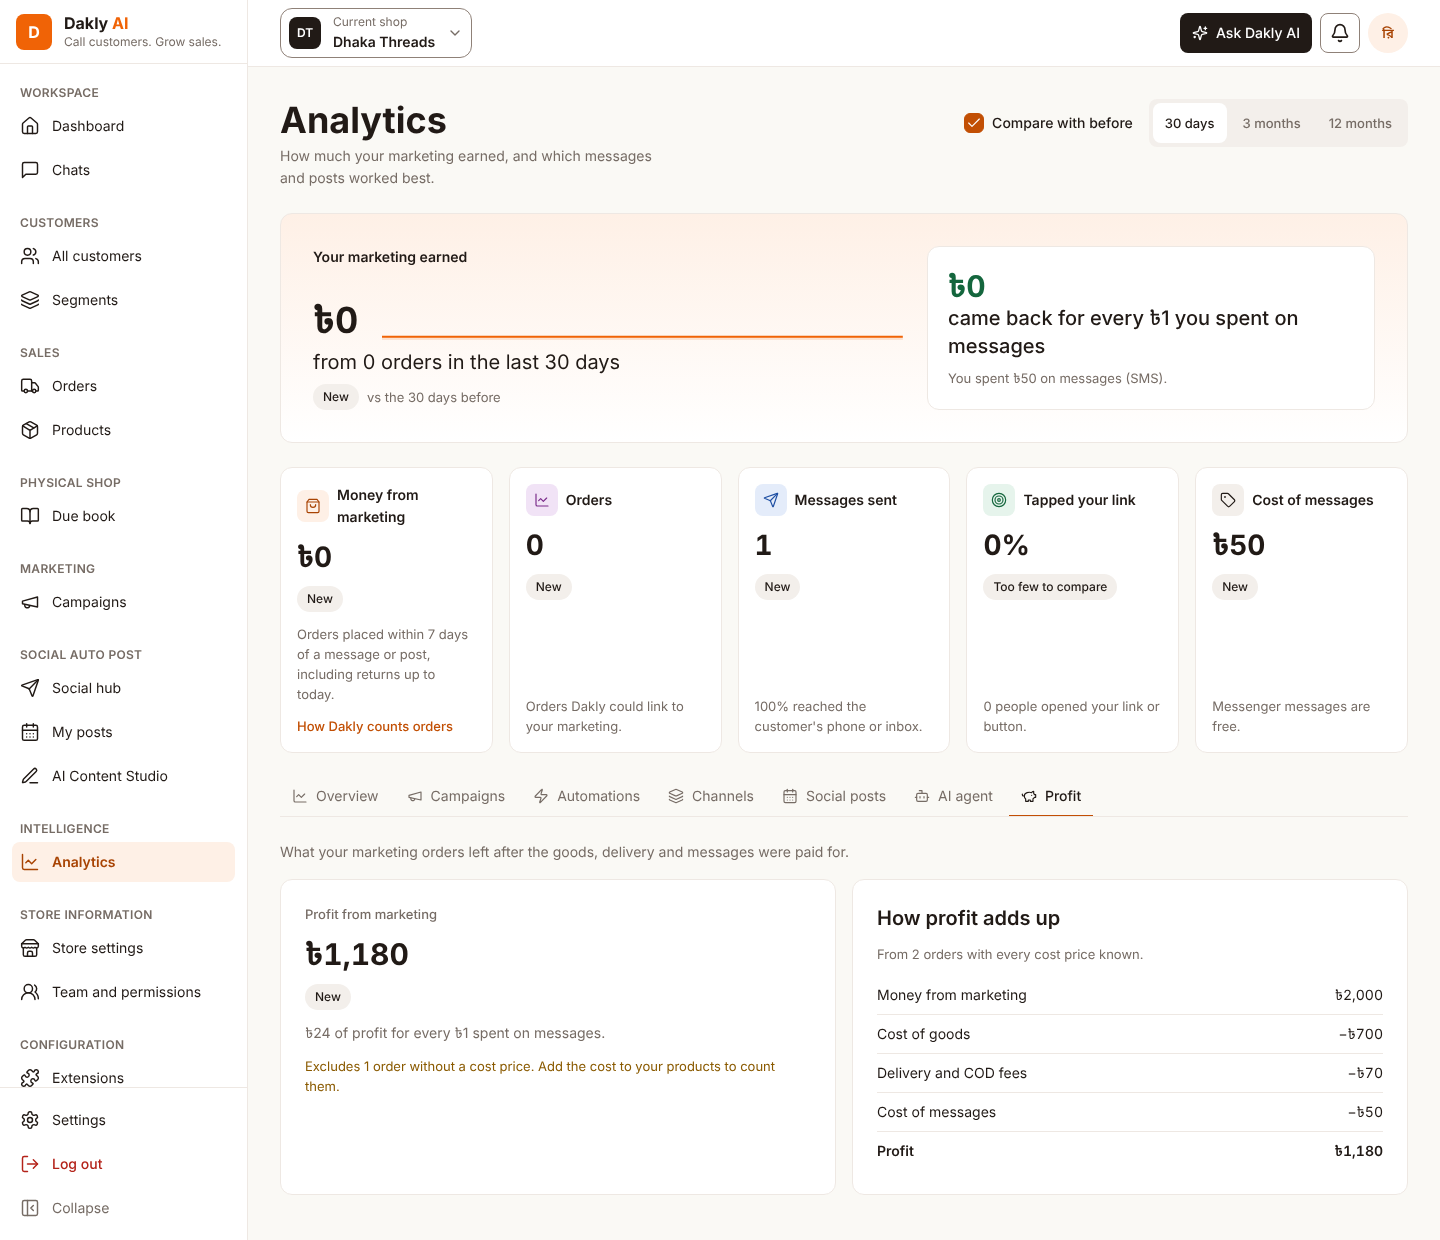 D
Dakly AI
Call customers. Grow sales.
WORKSPACE
Dashboard
Chats
CUSTOMERS
All customers
Segments
SALES
Orders
Products
PHYSICAL SHOP
Due book
MARKETING
Campaigns
SOCIAL AUTO POST
Social hub
My posts
AI Content Studio
INTELLIGENCE
Analytics
STORE INFORMATION
Store settings
Team and permissions
CONFIGURATION
Extensions
Settings
Log out
Collapse
DT
Current shop
Dhaka Threads
Ask Dakly AI
রি
Analytics
How much your marketing earned, and which messages
and posts worked best.
Compare with before
30 days
3 months
12 months
Your marketing earned
৳0
from 0 orders in the last 30 days
New
vs the 30 days before
৳0
came back for every ৳1 you spent on
messages
You spent ৳50 on messages (SMS).
Money from
marketing
৳0
New
Orders placed within 7 days
of a message or post,
including returns up to
today.
How Dakly counts orders
Orders
0
New
Orders Dakly could link to
your marketing.
Messages sent
1
New
100% reached the
customer's phone or inbox.
Tapped your link
0%
Too few to compare
0 people opened your link or
button.
Cost of messages
৳50
New
Messenger messages are
free.
Overview
Campaigns
Automations
Channels
Social posts
AI agent
Profit
What your marketing orders left after the goods, delivery and messages were paid for.
Profit from marketing
৳1,180
New
৳24 of profit for every ৳1 spent on messages.
Excludes 1 order without a cost price. Add the cost to your products to count
them.
How profit adds up
From 2 orders with every cost price known.
Money from marketing ৳2,000
Cost of goods −৳700
Delivery and COD fees −৳70
Cost of messages −৳50
Profit ৳1,180